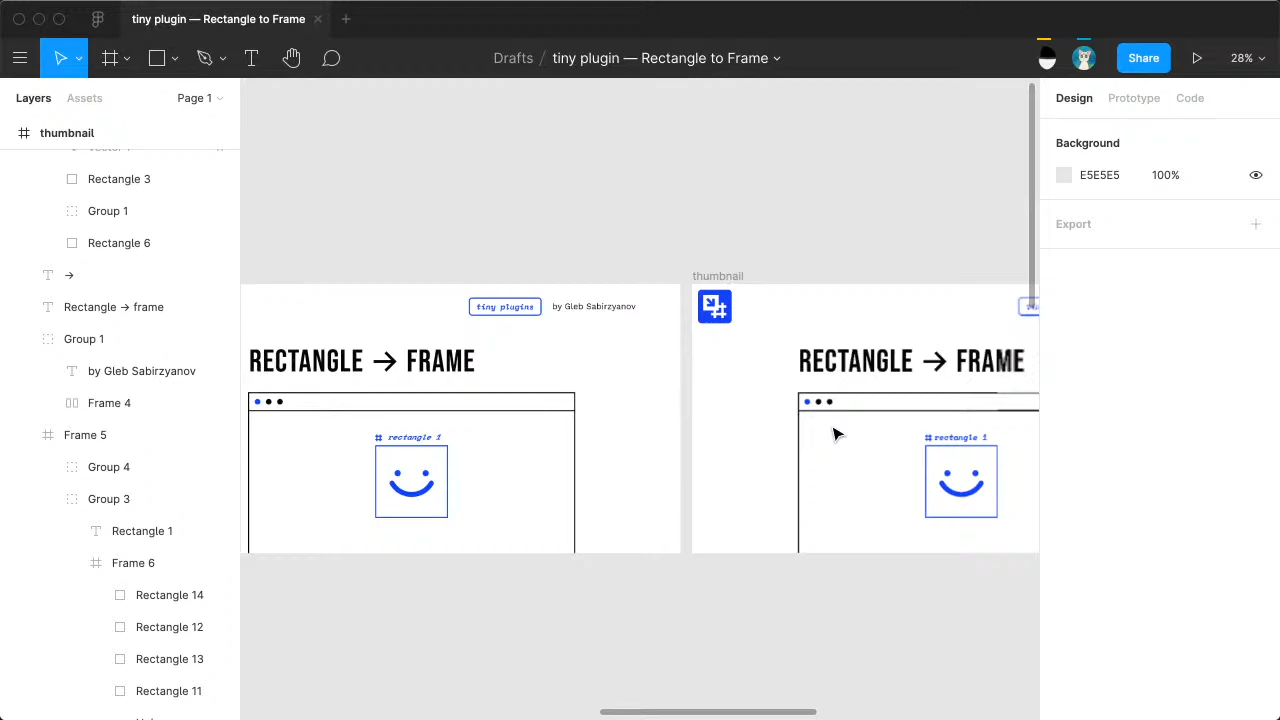 tiny plugin — Rectangle to Frame
Drafts / tiny plugin — Rectangle to Frame
Share
28%
Layers
Assets
Page 1
thumbnail
Rectangle 3
Group 1
Rectangle 6
→
Rectangle → frame
Group 1
by Gleb Sabirzyanov
Frame 4
Frame 5
Group 4
Group 3
Rectangle 1
Frame 6
Rectangle 14
Rectangle 12
Rectangle 13
Rectangle 11
tiny plugins
by Gleb Sabirzyanov
RECTANGLE → FRAME
rectangle 1
thumbnail
RECTANGLE → FRAME
rectangle 1
Design
Prototype
Code
Background
E5E5E5
100%
Export